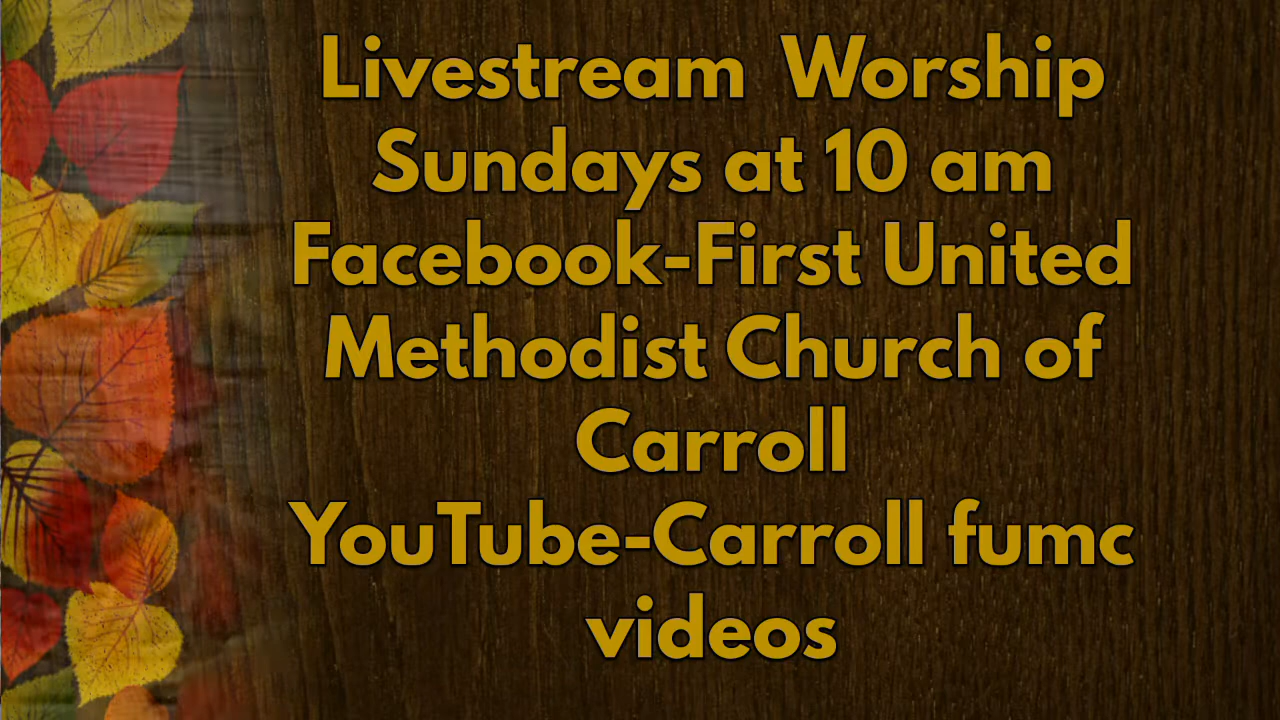 Livestream  Worship
Sundays at 10 am
Facebook-First United
Methodist Church of
Carroll
YouTube-Carroll fumc
videos